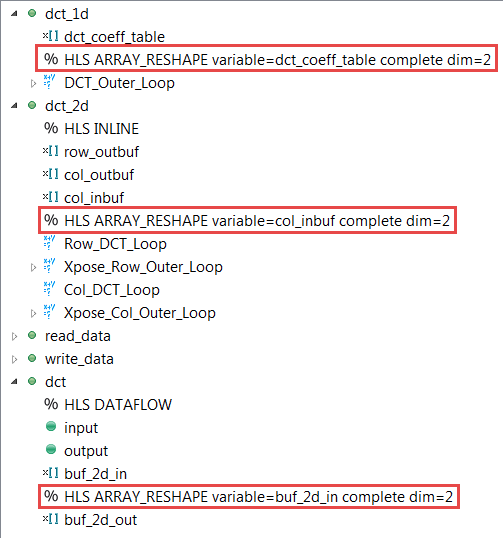 dct_1d
dct_coeff_table
% HLS ARRAY_RESHAPE variable=dct_coeff_table complete dim=2
DCT_Outer_Loop
dct_2d
% HLS INLINE
row_outbuf
col_outbuf
col_inbuf
% HLS ARRAY_RESHAPE variable=col_inbuf complete dim=2
Row_DCT_Loop
Xpose_Row_Outer_Loop
Col_DCT_Loop
Xpose_Col_Outer_Loop
read_data
write_data
dct
% HLS DATAFLOW
input
output
buf_2d_in
% HLS ARRAY_RESHAPE variable=buf_2d_in complete dim=2
buf_2d_out